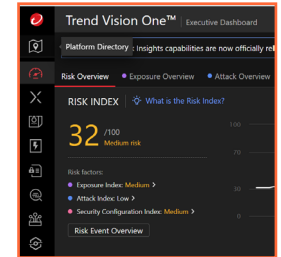 Trend Vision One™ Executive Dashboard
Platform Directory : Insights capabilities are now officially rel
Risk Overview Exposure Overview Attack Overview
RISK INDEX What is the Risk Index?
32 /100
Medium risk
100
70
30
0
Risk factors:
Exposure Index: Medium >
Attack Index: Low >
Security Configuration Index: Medium >
Risk Event Overview